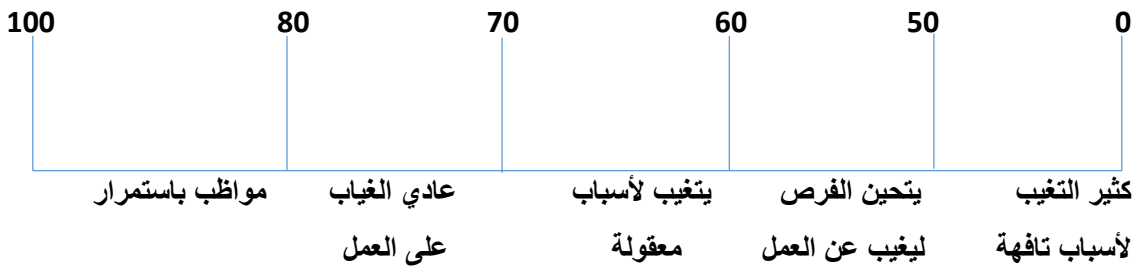 0 50 60 70 80 100
كثير التغيب يتحين الفرص يتغيب لأسباب عادي الغياب مواظب باستمرار
لأسباب تافهة ليغيب عن العمل معقولة على العمل